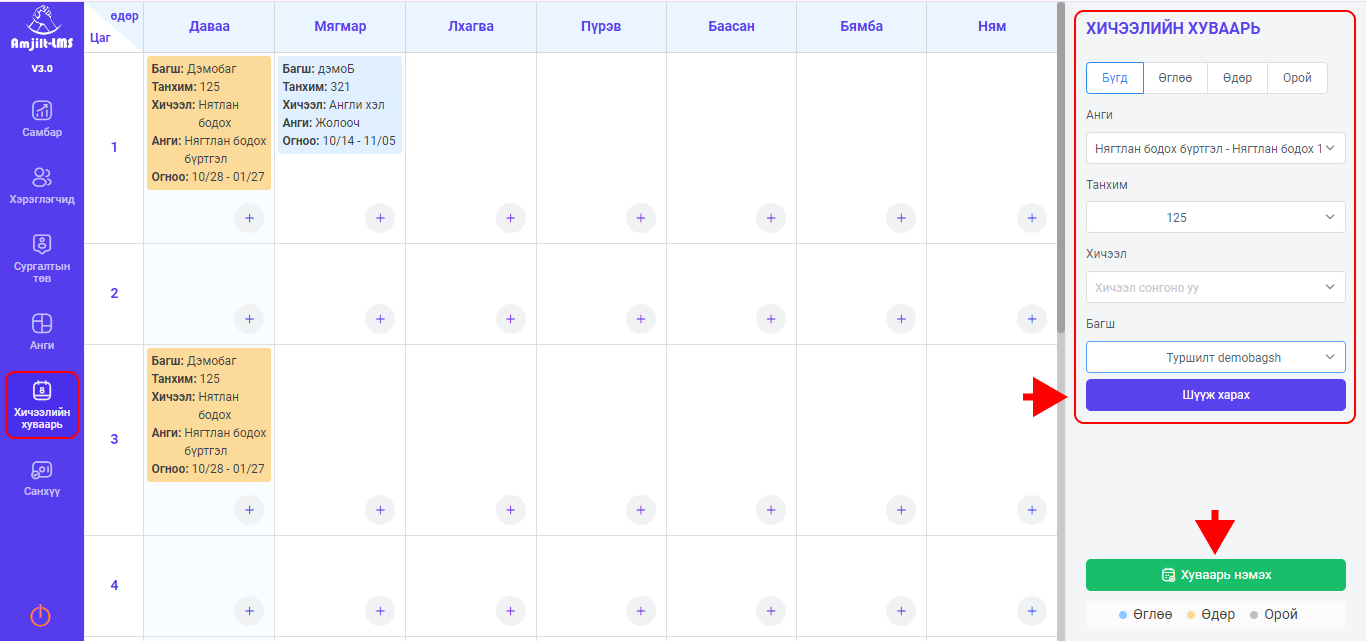 Amjilt-LMS
V3.0
Самбар
Хэрэглэгчид
Сургалтын
төв
Анги
8
Хичээлийн
хуваарь
Санхүү
өдөр
Цаг
Даваа
Мягмар
Лхагва
Пүрэв
Баасан
Бямба
Ням
1
Багш: Дэмобаг
Танхим: 125
Хичээл: Нятлан
бодох
Анги: Нягтлан бодох
бүртгэл
Огноо: 10/28 - 01/27
Багш: дэмоБ
Танхим: 321
Хичээл: Англи хэл
Анги: Жолооч
Огноо: 10/14 - 11/05
2
3
Багш: Дэмобаг
Танхим: 125
Хичээл: Нятлан
бодох
Анги: Нягтлан бодох
бүртгэл
Огноо: 10/28 - 01/27
4
ХИЧЭЭЛИЙН ХУВААРЬ
Бүгд Өглөө Өдөр Орой
Анги
Нягтлан бодох бүртгэл - Нягтлан бодох 1
Танхим
125
Хичээл
Хичээл сонгоно уу
Багш
Туршилт demobagsh
Шүүж харах
Хуваарь нэмэх
Өглөө Өдөр Орой